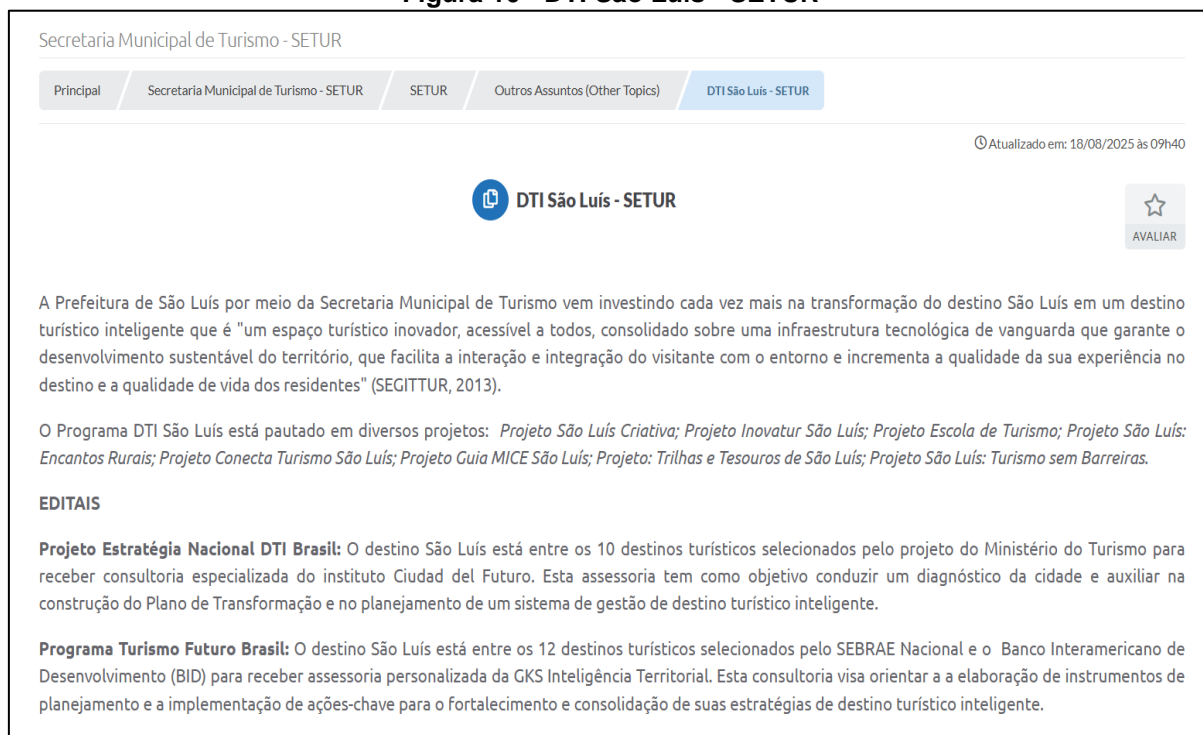 Figura 10 - DTI São Luís - SETUR
Secretaria Municipal de Turismo - SETUR
Principal
Secretaria Municipal de Turismo - SETUR
SETUR
Outros Assuntos (Other Topics)
DTI São Luís - SETUR
Atualizado em: 18/08/2025 às 09h40
DTI São Luís - SETUR
AVALIAR
A Prefeitura de São Luís por meio da Secretaria Municipal de Turismo vem investindo cada vez mais na transformação do destino São Luís em um destino
turístico inteligente que é "um espaço turístico inovador, acessível a todos, consolidado sobre uma infraestrutura tecnológica de vanguarda que garante o
desenvolvimento sustentável do território, que facilita a interação e integração do visitante com o entorno e incrementa a qualidade da sua experiência no
destino e a qualidade de vida dos residentes" (SEGITTUR, 2013).
O Programa DTI São Luís está pautado em diversos projetos: Projeto São Luís Criativa; Projeto Inovatur São Luís; Projeto Escola de Turismo; Projeto São Luís:
Encantos Rurais; Projeto Conecta Turismo São Luís; Projeto Guia MICE São Luís; Projeto: Trilhas e Tesouros de São Luís; Projeto São Luís: Turismo sem Barreiras.
EDITAIS
Projeto Estratégia Nacional DTI Brasil: O destino São Luís está entre os 10 destinos turísticos selecionados pelo projeto do Ministério do Turismo para
receber consultoria especializada do instituto Ciudad del Futuro. Esta assessoria tem como objetivo conduzir um diagnóstico da cidade e auxiliar na
construção do Plano de Transformação e no planejamento de um sistema de gestão de destino turístico inteligente.
Programa Turismo Futuro Brasil: O destino São Luís está entre os 12 destinos turísticos selecionados pelo SEBRAE Nacional e o Banco Interamericano de
Desenvolvimento (BID) para receber assessoria personalizada da GKS Inteligência Territorial. Esta consultoria visa orientar a a elaboração de instrumentos de
planejamento e a implementação de ações-chave para o fortalecimento e consolidação de suas estratégias de destino turístico inteligente.